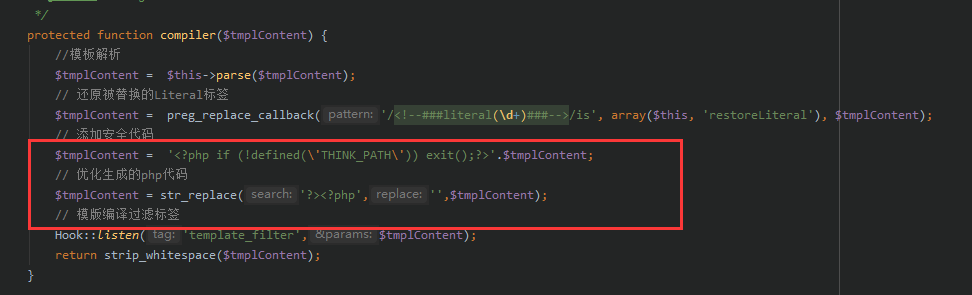 */
protected function compiler($tmplContent) {
//模板解析
$tmplContent = $this->parse($tmplContent);
// 还原被替换的Literal标签
$tmplContent = preg_replace_callback( pattern: '/<!--###literal(\d+)###-->/is', array($this, 'restoreLiteral'), $tmplContent);
// 添加安全代码
$tmplContent = '<?php if (!defined(\'THINK_PATH\')) exit();?>'.$tmplContent;
// 优化生成的php代码
$tmplContent = str_replace( search: '?><?php', replace: '',$tmplContent);
// 模版编译过滤标签
Hook::listen( tag: 'template_filter', &params: $tmplContent);
return strip_whitespace($tmplContent);
}